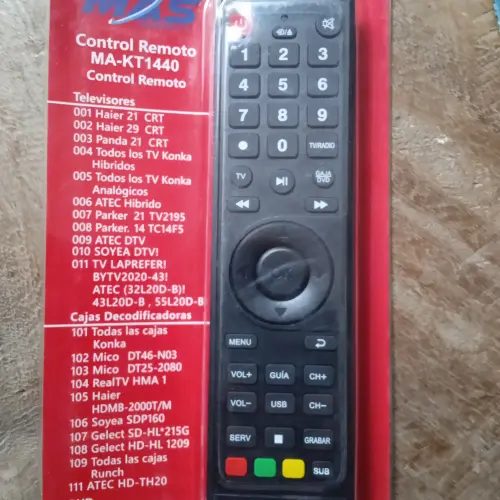 MAS
Control Remoto
MA-KT1440
Control Remoto
Televisores
001 Haier 21 CRT
002 Haier 29 CRT
003 Panda 21 CRT
004 Todos los TV Konka
Hibridos
005 Todos los TV Konka
Analógicos
006 ATEC Hibrido
007 Parker 21 TV2195
008 Parker. 14 TC14F5
009 ATEC DTV
010 SOYEA DTV!
011 TV LAPREFER!
BYTV2020-43!
ATEC (32L20D-B)!
43L20D-B , 55L20D-B
Cajas Decodificadoras
101 Todas las cajas
Konka
102 Mico DT46-N03
103 Mico DT25-2080
104 RealTV HMA 1
105 Haier
HDMB-2000T/M
106 Soyea SDP160
107 Gelect SD-HL*215G
108 Gelect HD-HL 1209
109 Todas las cajas
Runch
111 ATEC HD-TH20
1 2 3
4 5 6
7 8 9
0 TV/RADIO
TV CAJA
DVD
MENU
VOL+ GUÍA CH+
VOL- USB CH-
SERV GRABAR
SUB